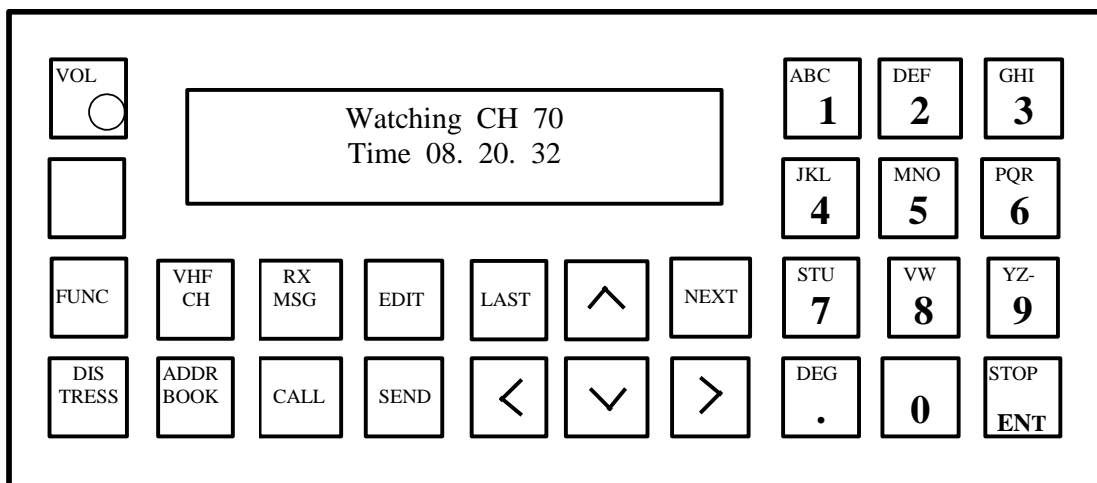 VOL
Watching CH 70
Time 08. 20. 32
ABC
1
DEF
2
GHI
3
JKL
4
MNO
5
PQR
6
FUNC
VHF
CH
RX
MSG
EDIT
LAST
NEXT
STU
7
VW
8
YZ-
9
DIS
TRESS
ADDR
BOOK
CALL
SEND
DEG
.
0
STOP
ENT